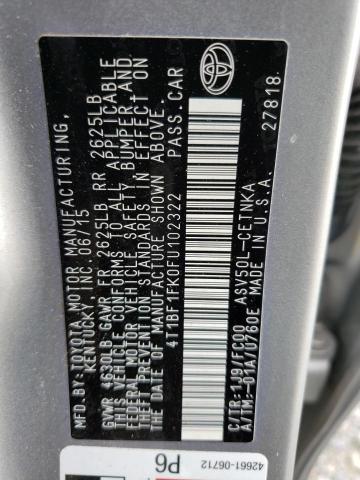 MFD.BY:TOYOTA MOTOR MANUFACTURING,
KENTUCKY, INC. 06/15
GVWR 4630LB GAWR FR 2625LB RR 2625LB
THIS VEHICLE CONFORMS TO ALL APPLICABLE
FEDERAL MOTOR VEHICLE SAFETY, BUMPER, AND
THEFT PREVENTION STANDARDS IN EFFECT ON
THE DATE OF MANUFACTURE SHOWN ABOVE.
4T1BF1FK0FU102322 PASS. CAR
C/TR: 1J9/FC00 ASV50L-CETNKA
A/TM: -01A/U760E MADE IN U.S.A. 27818
42661-06712
P6